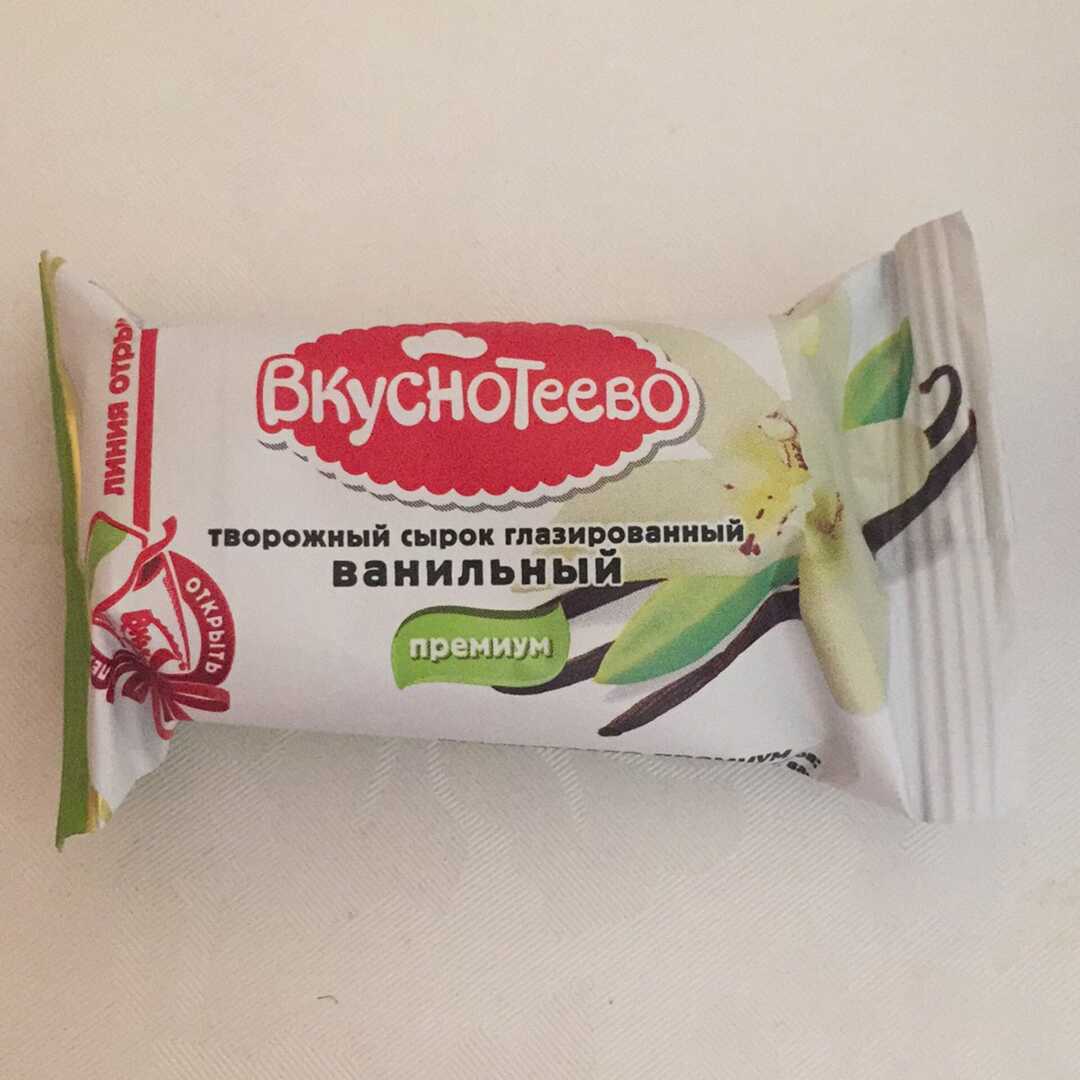 ЛИНИЯ ОТРЫ
ВКУСНОТЕЕВО
творожный сырок глазированный
ванильный
премиум
ОТКРЫТЬ